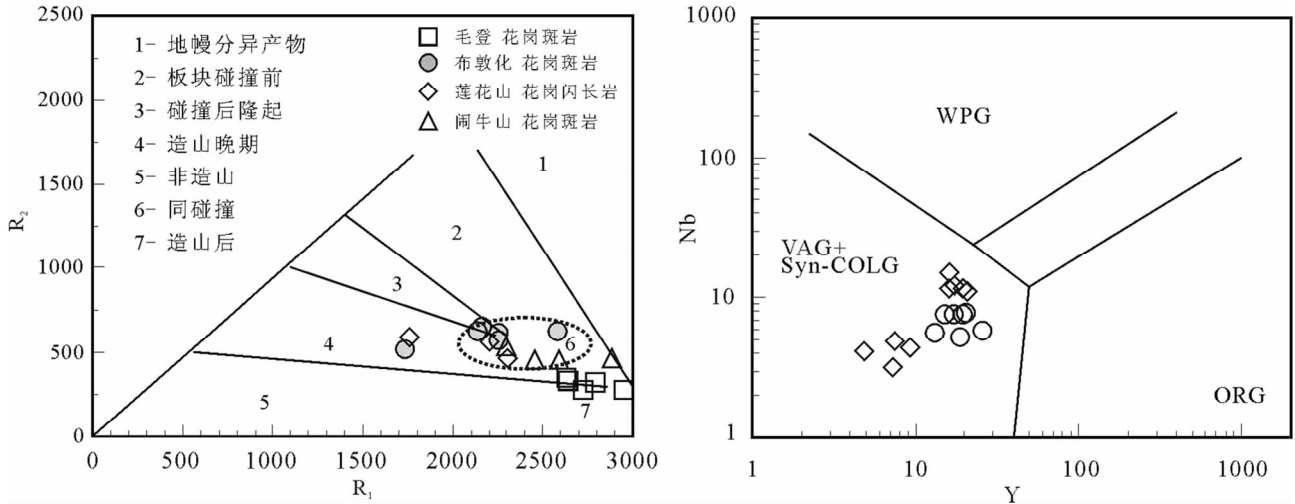 2500
2000
1500
1000
500
0
R₂
0
500
1000
1500
2000
2500
3000
R₁
1- 地幔分异产物
2- 板块碰撞前
3- 碰撞后隆起
4- 造山晚期
5- 非造山
6- 同碰撞
7- 造山后
毛登 花岗斑岩
布敦化 花岗斑岩
莲花山 花岗闪长岩
闹牛山 花岗斑岩
1
2
3
4
5
6
7
1000
100
10
1
Nb
1
10
100
1000
Y
WPG
VAG+
Syn-COLG
ORG